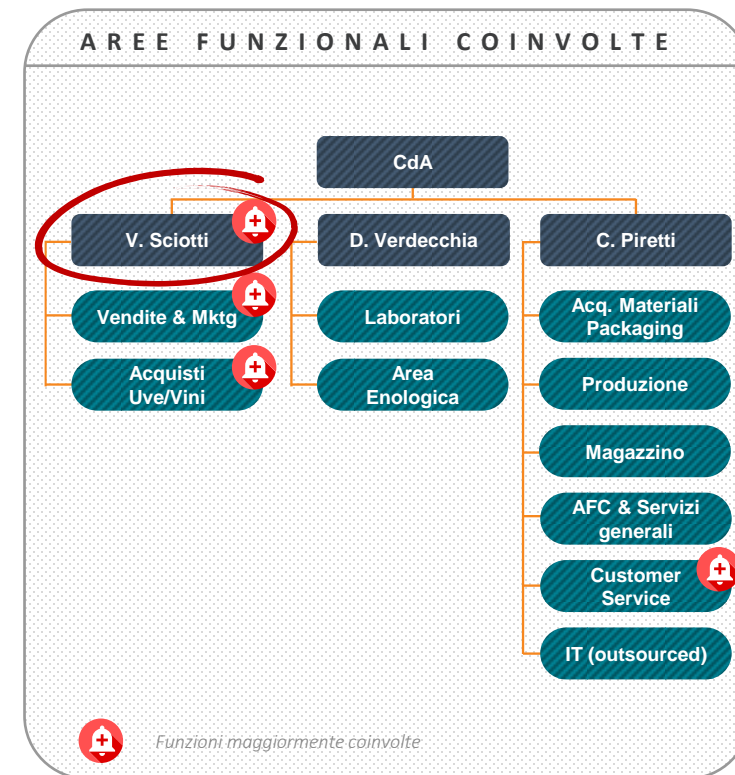 AREE FUNZIONALI COINVOLTE
CdA
V. Sciotti
D. Verdecchia
C. Piretti
Vendite & Mktg
Laboratori
Acq. Materiali
Packaging
Acquisti
Uve/Vini
Area
Enologica
Produzione
Magazzino
AFC & Servizi
generali
Customer
Service
IT (outsourced)
Funzioni maggiormente coinvolte